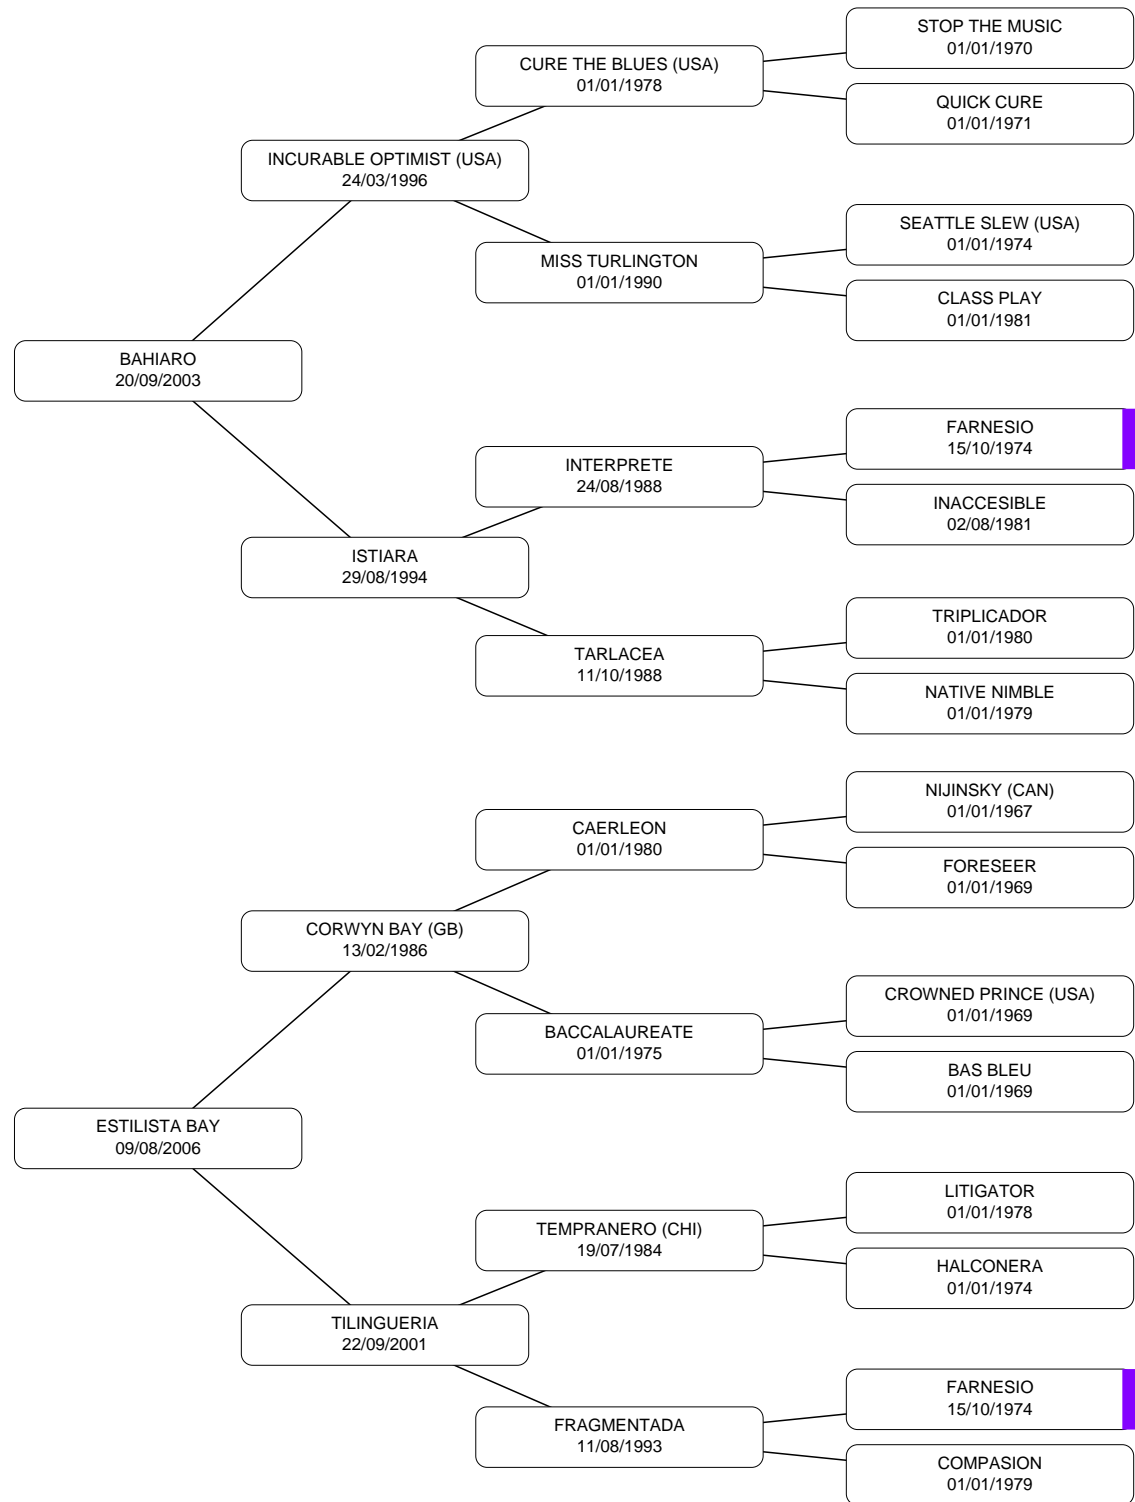 STOP THE MUSIC
01/01/1970
CURE THE BLUES (USA)
01/01/1978
QUICK CURE
01/01/1971
INCURABLE OPTIMIST (USA)
24/03/1996
SEATTLE SLEW (USA)
01/01/1974
MISS TURLINGTON
01/01/1990
CLASS PLAY
01/01/1981
BAHIARO
20/09/2003
FARNESIO
15/10/1974
INTERPRETE
24/08/1988
INACCESIBLE
02/08/1981
ISTIARA
29/08/1994
TRIPLICADOR
01/01/1980
TARLACEA
11/10/1988
NATIVE NIMBLE
01/01/1979
NIJINSKY (CAN)
01/01/1967
CAERLEON
01/01/1980
FORESEER
01/01/1969
CORWYN BAY (GB)
13/02/1986
CROWNED PRINCE (USA)
01/01/1969
BACCALAUREATE
01/01/1975
BAS BLEU
01/01/1969
ESTILISTA BAY
09/08/2006
LITIGATOR
01/01/1978
TEMPRANERO (CHI)
19/07/1984
HALCONERA
01/01/1974
TILINGUERIA
22/09/2001
FARNESIO
15/10/1974
FRAGMENTADA
11/08/1993
COMPASION
01/01/1979